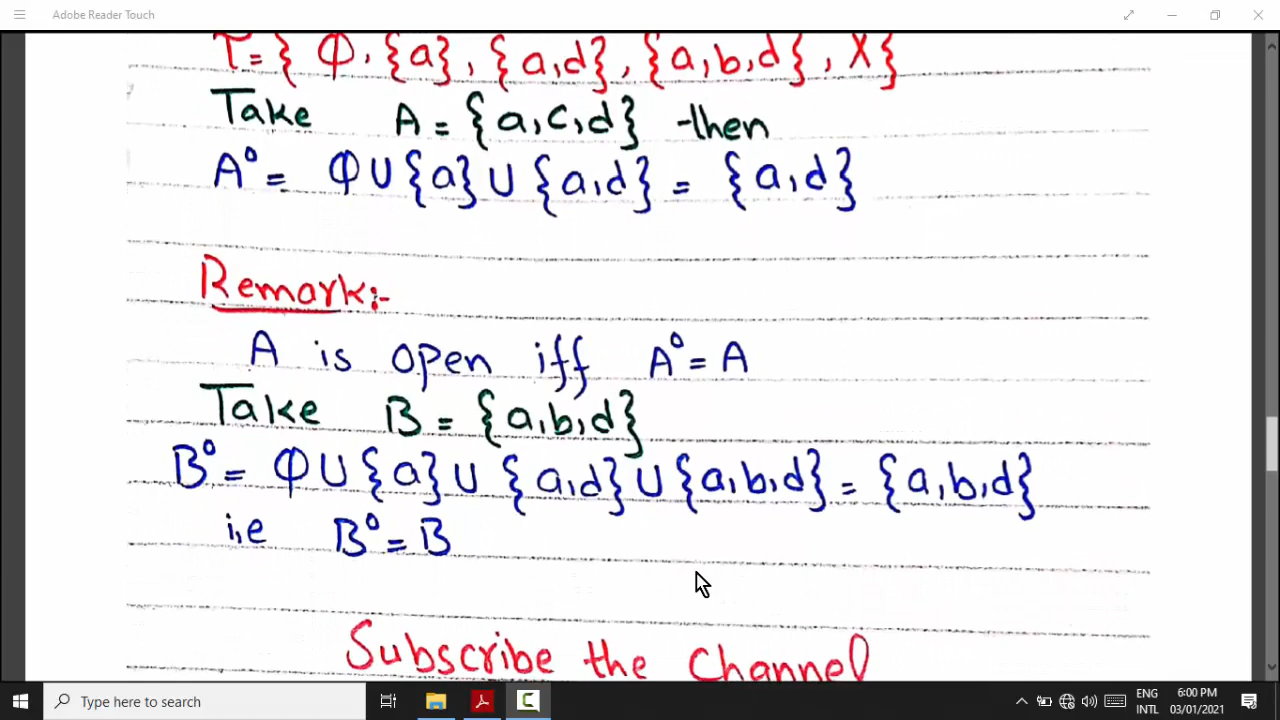 Adobe Reader Touch
τ = { Φ, {a}, {a,d}, {a,b,d}, X}
Take A = {a,c,d} then
A° = Φ∪{a}∪{a,d} = {a,d}
Remark:-
A is open iff A° = A
Take B = {a,b,d}
B° = Φ∪{a}∪{a,d}∪{a,b,d} = {a,b,d}
i,e B° = B
Subscribe the Channel
Type here to search
ENG
INTL
6:00 PM
03/01/2021